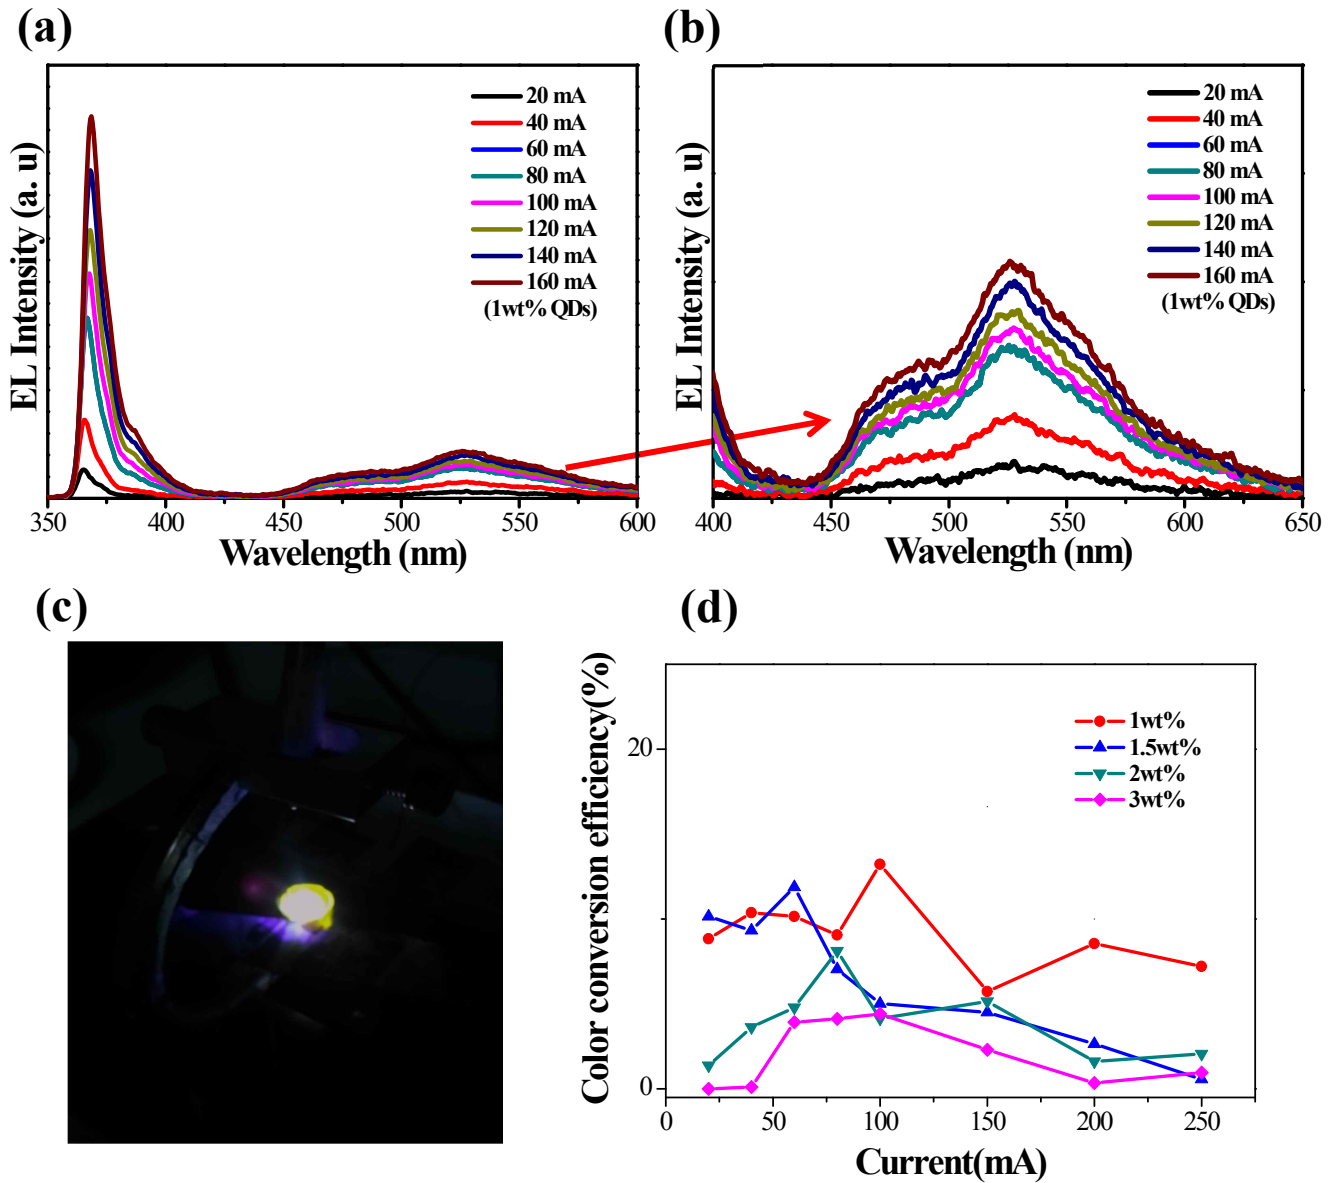 (a)
EL Intensity (a. u)
20 mA
40 mA
60 mA
80 mA
100 mA
120 mA
140 mA
160 mA
(1wt% QDs)
350 400 450 500 550 600
Wavelength (nm)
(b)
EL Intensity (a. u)
20 mA
40 mA
60 mA
80 mA
100 mA
120 mA
140 mA
160 mA
(1wt% QDs)
400 450 500 550 600 650
Wavelength (nm)
(c)
(d)
Color conversion efficiency(%)
20
0
1wt%
1.5wt%
2wt%
3wt%
0 50 100 150 200 250
Current(mA)